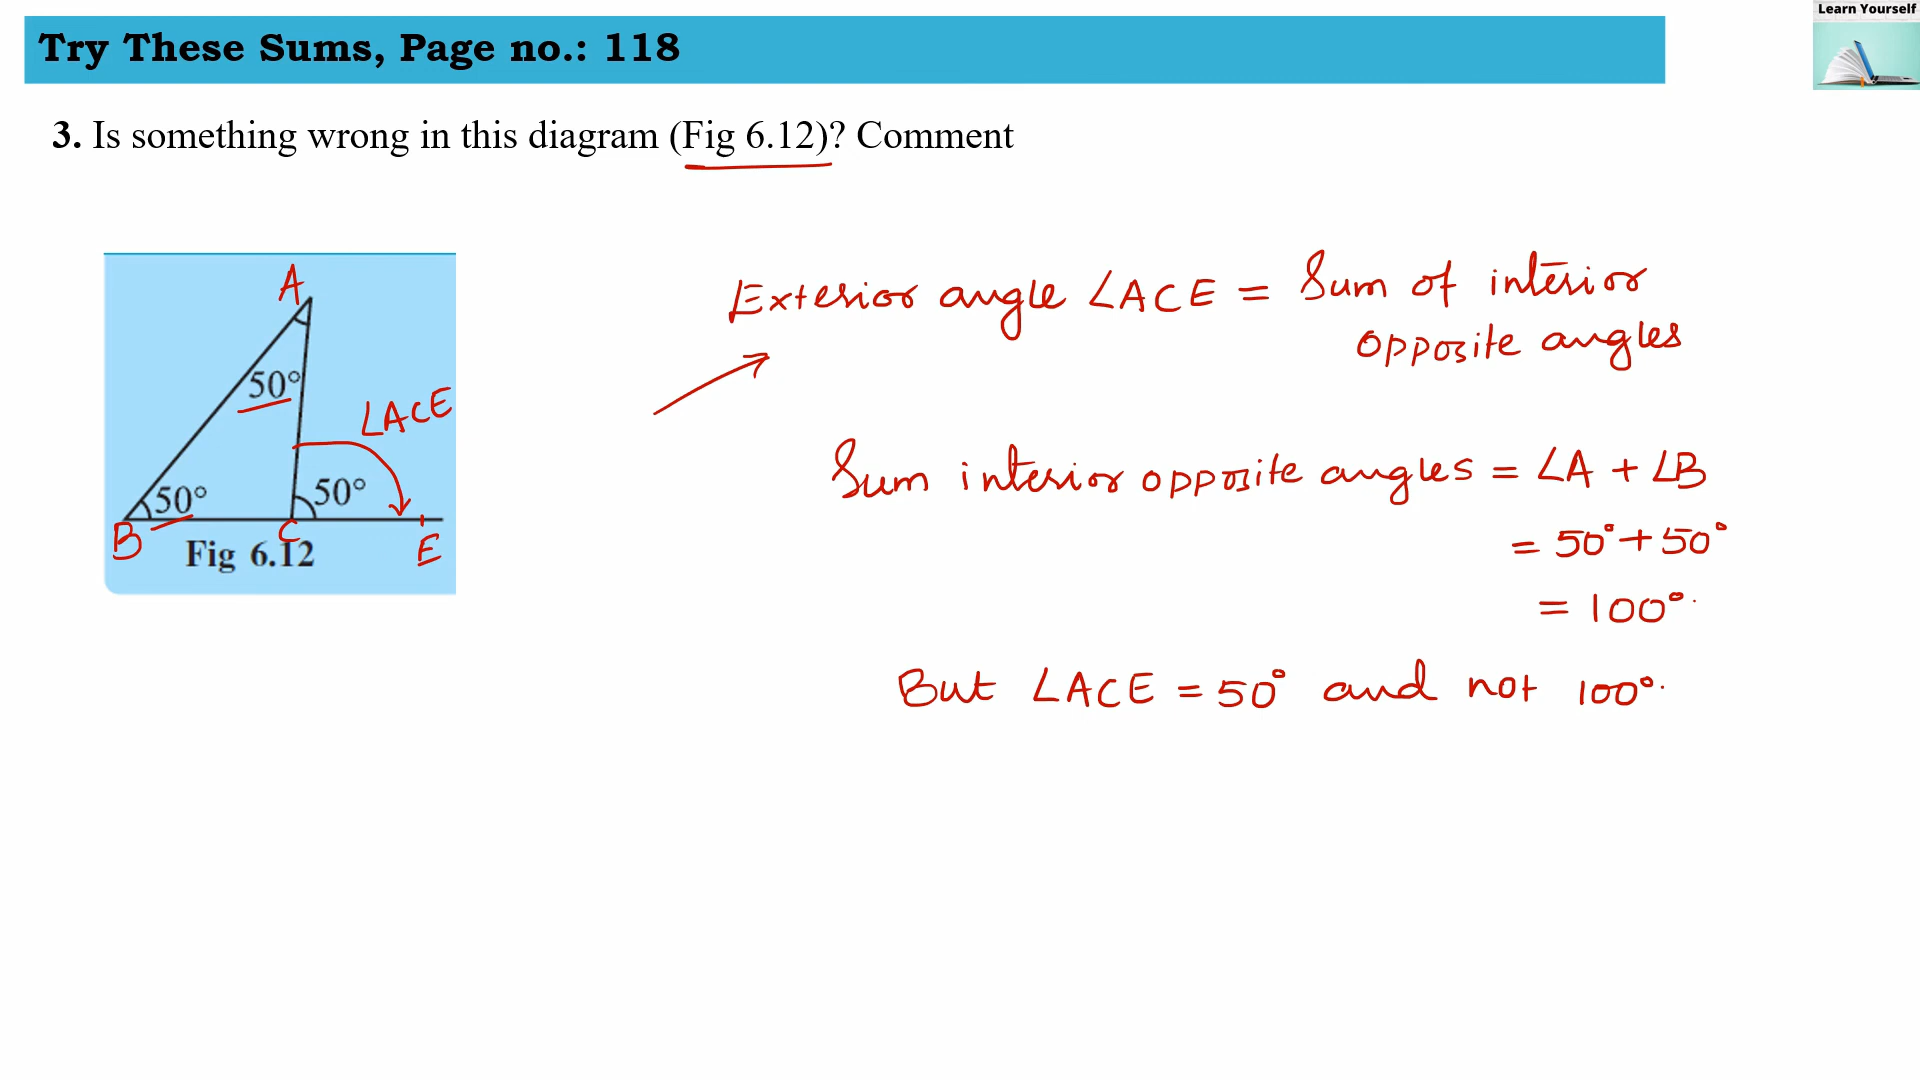 Learn Yourself
Try These Sums, Page no.: 118
3. Is something wrong in this diagram (Fig 6.12)? Comment
A
50°
∠ACE
50°
50°
B
C
E
Fig 6.12
Exterior angle ∠ACE = Sum of interior
opposite angles
Sum interior opposite angles = ∠A + ∠B
= 50° + 50°
= 100°.
But ∠ACE = 50° and not 100°.